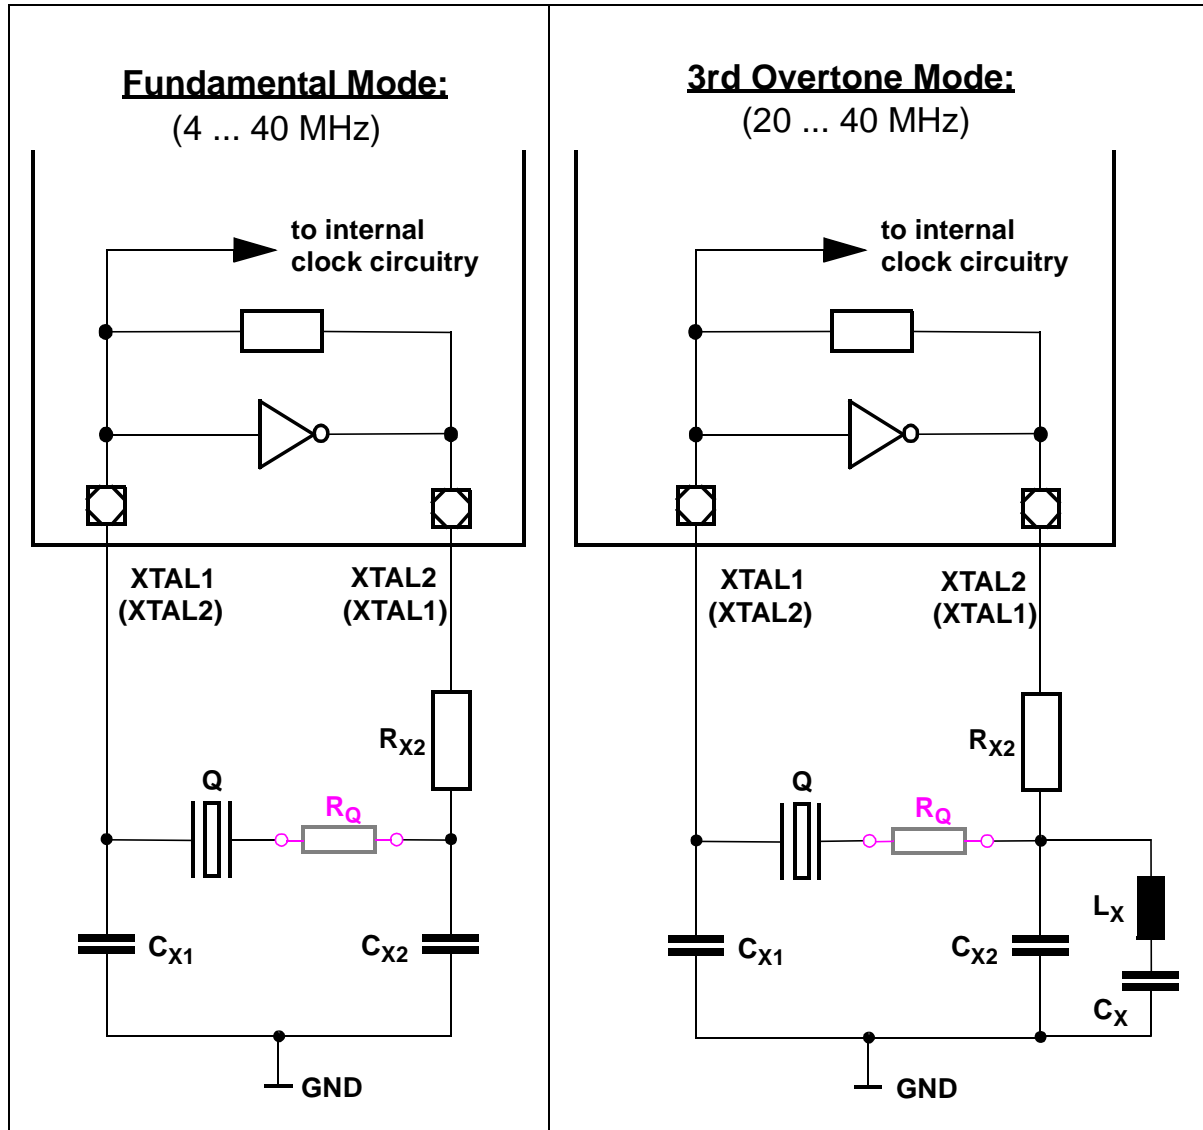 Fundamental Mode:
(4 ... 40 MHz)
to internal
clock circuitry
XTAL1
(XTAL2)
XTAL2
(XTAL1)
RX2
Q
RQ
CX1
CX2
GND
3rd Overtone Mode:
(20 ... 40 MHz)
to internal
clock circuitry
XTAL1
(XTAL2)
XTAL2
(XTAL1)
RX2
Q
RQ
LX
CX1
CX2
CX
GND